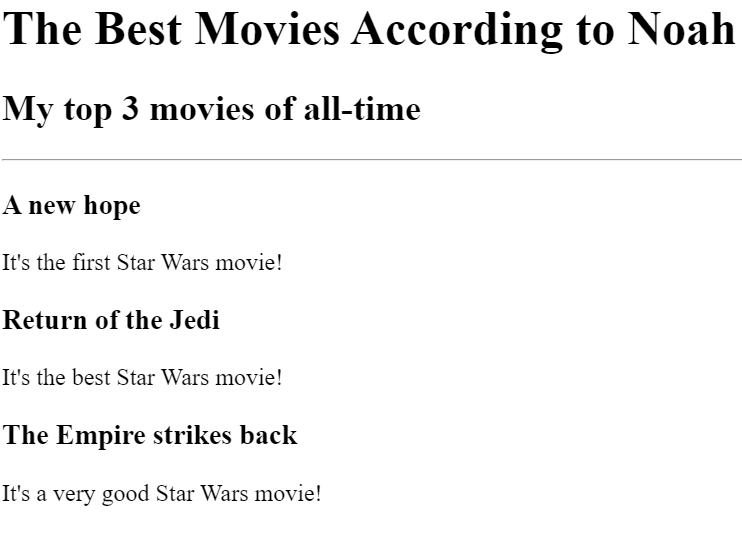 The Best Movies According to Noah
My top 3 movies of all-time
A new hope
It's the first Star Wars movie!
Return of the Jedi
It's the best Star Wars movie!
The Empire strikes back
It's a very good Star Wars movie!